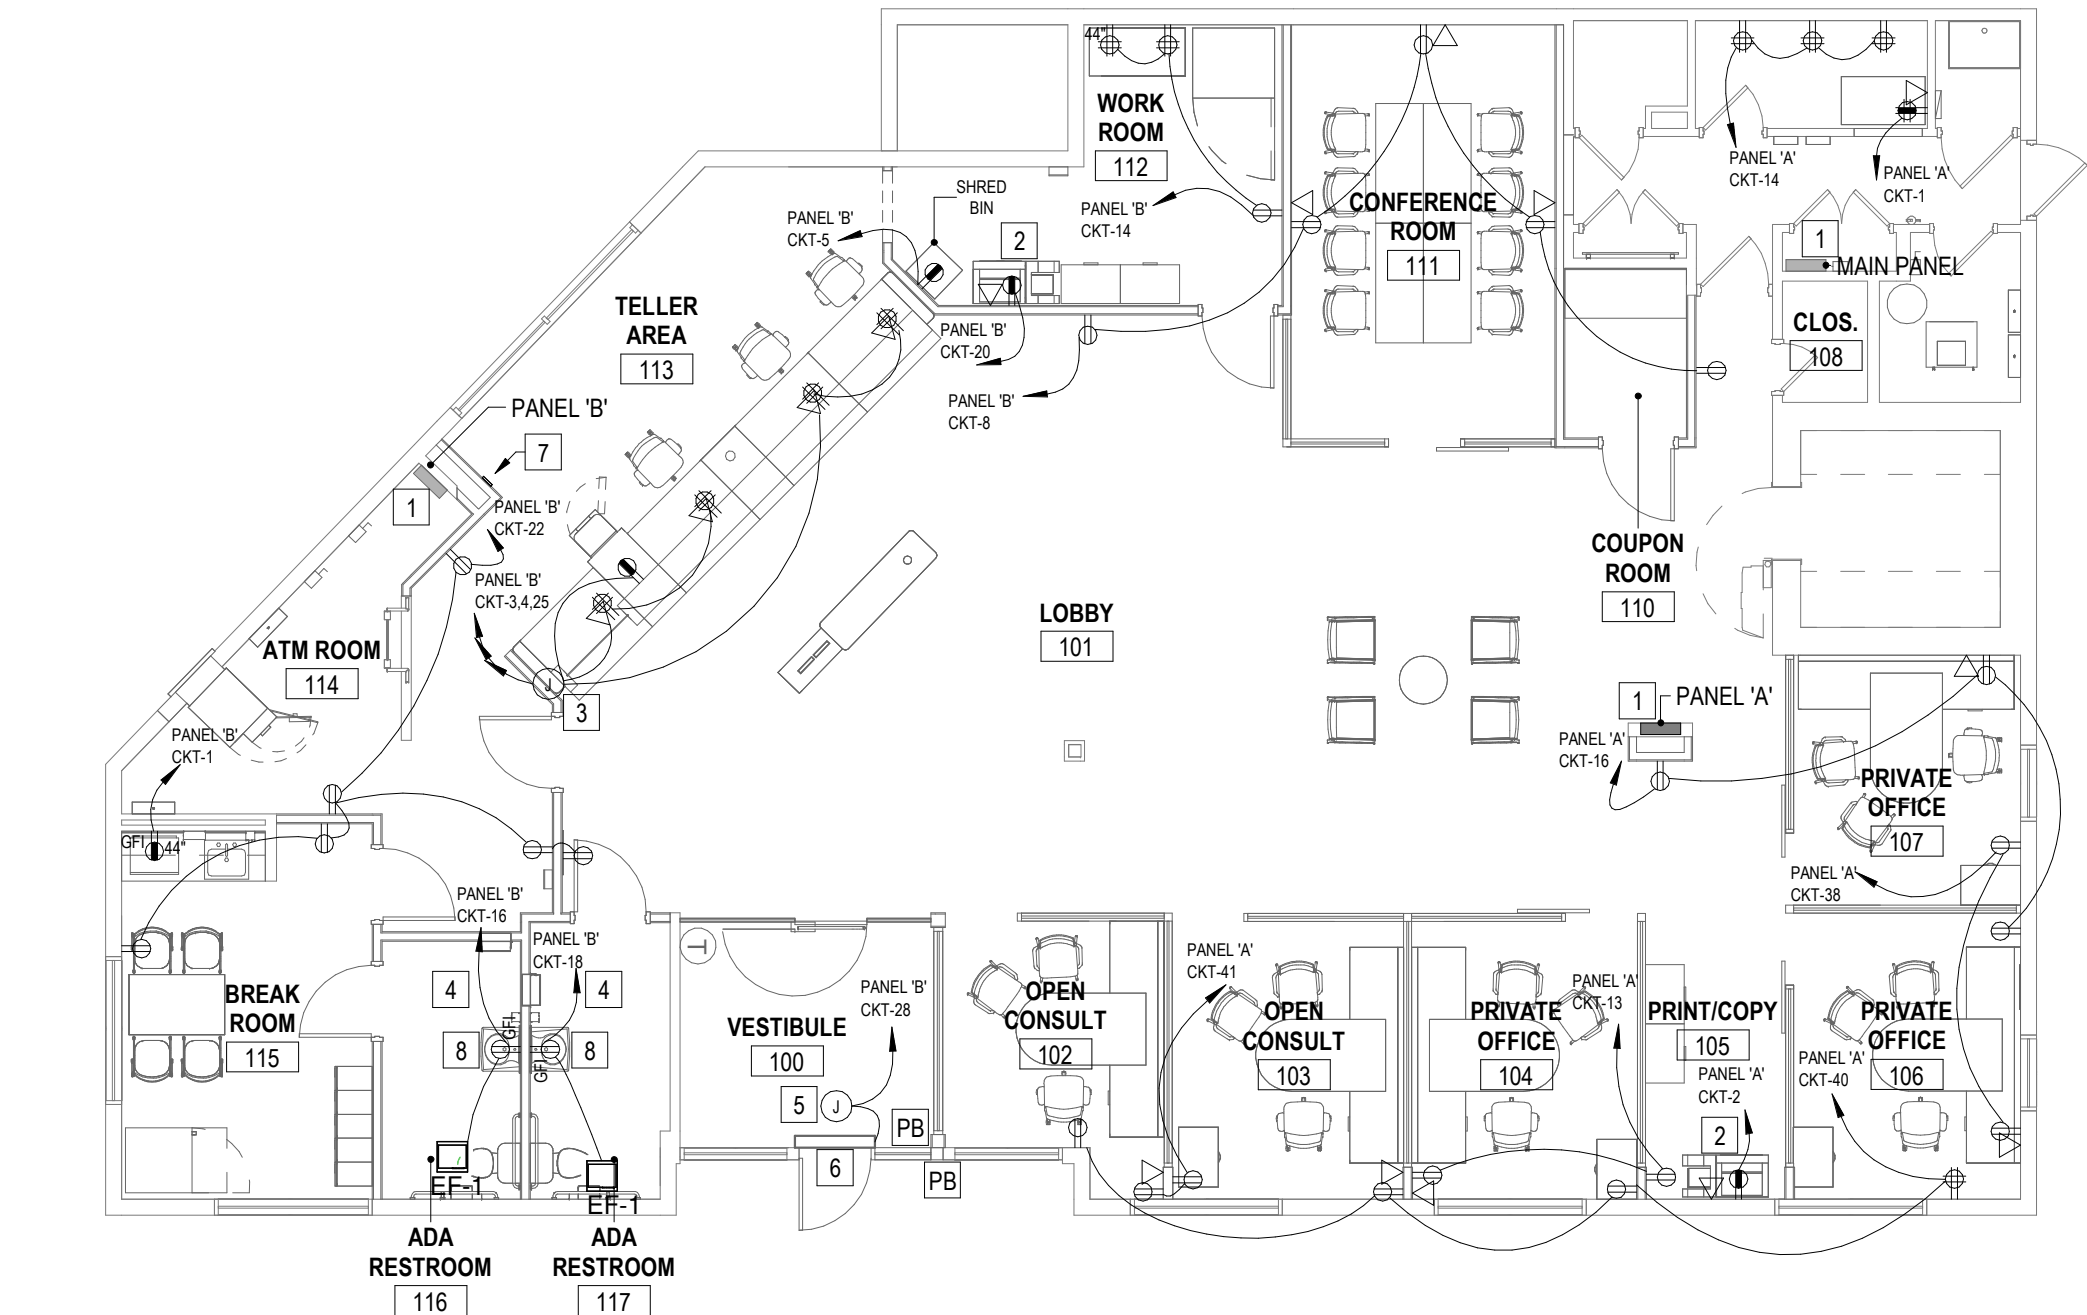 44"
WORK
ROOM
112
SHRED
BIN
PANEL 'B'
CKT-5
2
PANEL 'B'
CKT-14
CONFERENCE
ROOM
111
PANEL 'A'
CKT-14
PANEL 'A'
CKT-1
1
MAIN PANEL
TELLER
AREA
113
PANEL 'B'
CKT-20
PANEL 'B'
CKT-8
CLOS.
108
PANEL 'B'
7
1
PANEL 'B'
CKT-22
PANEL 'B'
CKT-3,4,25
COUPON
ROOM
110
LOBBY
101
ATM ROOM
114
J
3
1
PANEL 'A'
PANEL 'A'
CKT-16
PANEL 'B'
CKT-1
PRIVATE
OFFICE
107
GFI
44"
PANEL 'A'
CKT-38
PANEL 'B'
CKT-16
PANEL 'B'
CKT-18
T
4
4
BREAK
ROOM
115
GFI
GFI
8
8
VESTIBULE
100
PANEL 'B'
CKT-28
5
J
PB
6
PB
OPEN
CONSULT
102
PANEL 'A'
CKT-41
OPEN
CONSULT
103
PRIVATE
OFFICE
104
PANEL 'A'
CKT-13
PRINT/COPY
105
PANEL 'A'
CKT-2
2
PANEL 'A'
CKT-40
PRIVATE
OFFICE
106
EF-1
EF-1
ADA
RESTROOM
116
ADA
RESTROOM
117